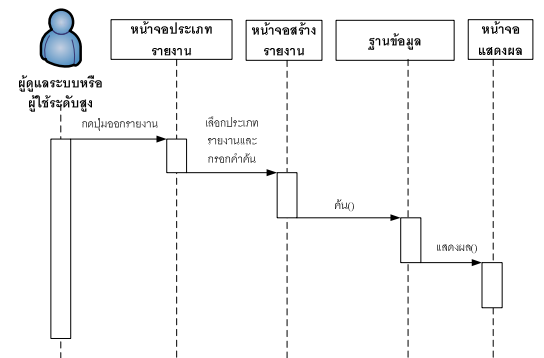 หน้าจอประเภท
รายงาน
หน้าจอสร้าง
รายงาน
ฐานข้อมูล
หน้าจอ
แสดงผล
ผู้ดูแลระบบหรือ
ผู้ใช้ระดับสูง
กดปุ่มออกรายงาน
เลือกประเภท
รายงานและ
กรอกคำค้น
ค้น()
แสดงผล()